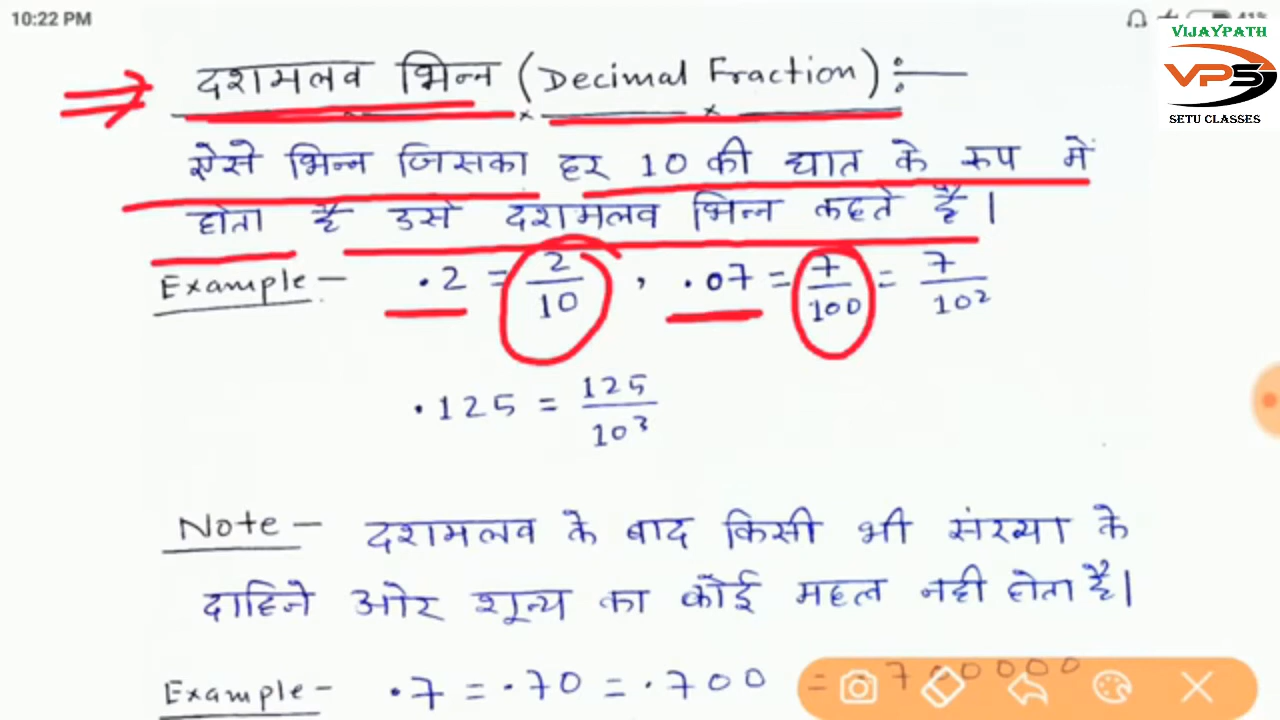 10:22 PM
41%
VIJAYPATH
VPS
SETU CLASSES
⇒ दशमलव भिन्न (Decimal Fraction) :—
ऐसे भिन्न जिसका हर 10 की घात के रुप में
होता है उसे दशमलव भिन्न कहते है।
Example - .2 = 2/10 , .07 = 7/100 = 7/10²
.125 = 125/10³
Note - दशमलव के बाद किसी भी संख्या के
दाहिने ओर शून्य का कोई महत्व नही होता है।
Example - .7 = .70 = .700 = .700000